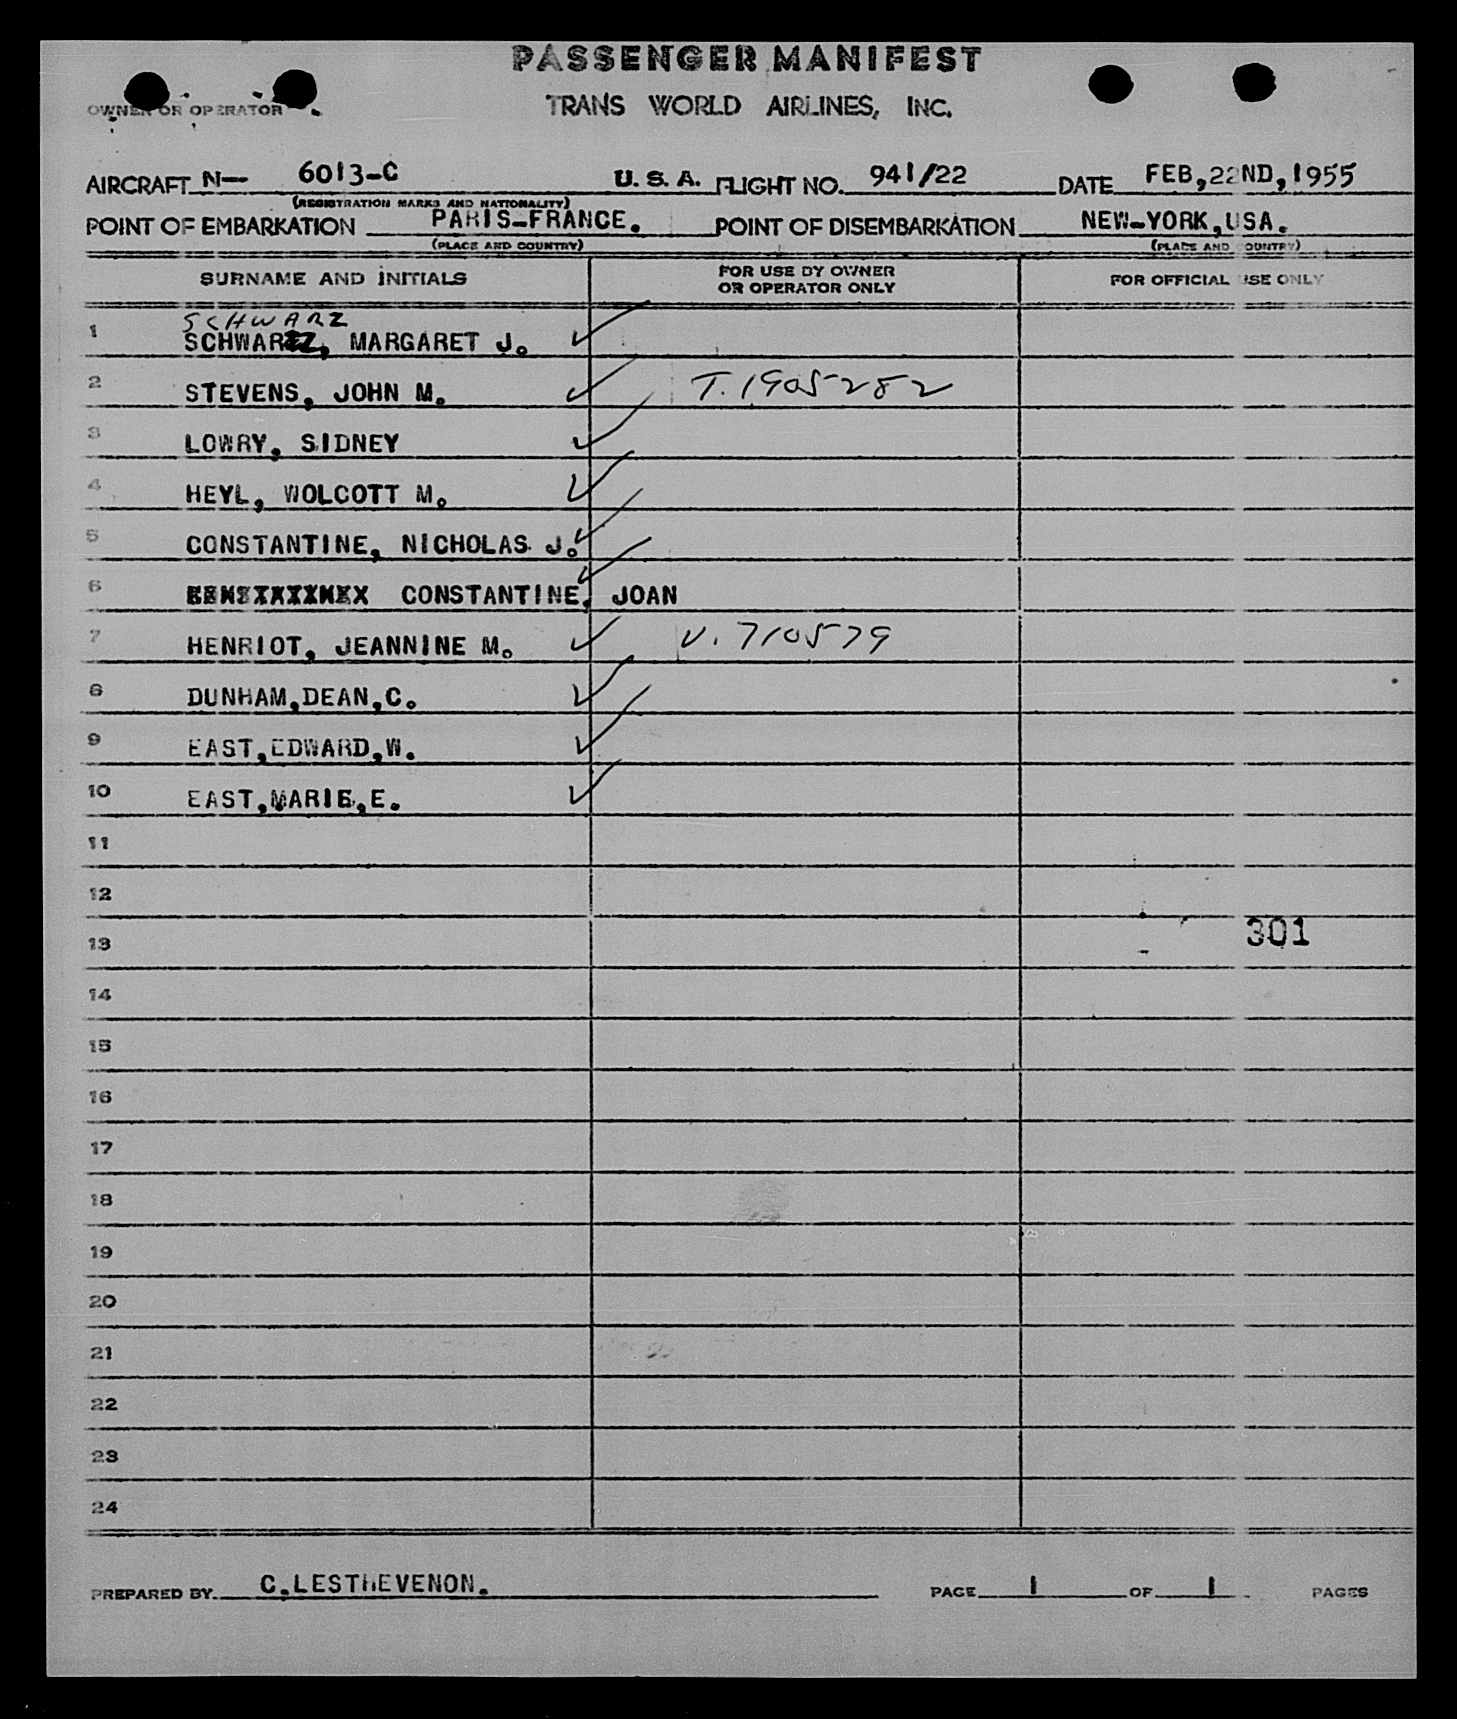 PASSENGER MANIFEST
OWNER OR OPERATOR TRANS WORLD AIRLINES, INC.
AIRCRAFT N— 6013-C U. S. A. FLIGHT NO. 941/22 DATE FEB,22ND,1955
(REGISTRATION MARKS AND NATIONALITY)
POINT OF EMBARKATION PARIS-FRANCE. POINT OF DISEMBARKATION NEW-YORK,USA.
(PLACE AND COUNTRY) (PLACE AND COUNTRY)
SURNAME AND INITIALS FOR USE BY OWNER OR OPERATOR ONLY FOR OFFICIAL USE ONLY
SCHWARZ
1 SCHWARZ, MARGARET J. ✓
2 STEVENS, JOHN M. ✓ T.1905282
3 LOWRY, SIDNEY ✓
4 HEYL, WOLCOTT M. ✓
5 CONSTANTINE, NICHOLAS J. ✓
6 CONSTANTINE, JOAN ✓
7 HENRIOT, JEANNINE M. ✓ V. 710579
8 DUNHAM,DEAN,C. ✓
9 EAST,EDWARD,W. ✓
10 EAST,MARIE,E. ✓
11
12
13 301
14
15
16
17
18
19
20
21
22
23
24
PREPARED BY. C.LESTHEVENON. PAGE 1 OF 1 PAGES